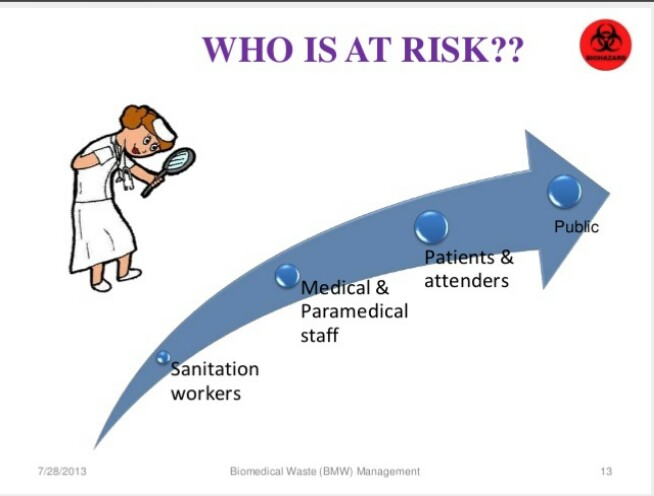 WHO IS AT RISK??
BIOHAZARD
Public
Patients &
attenders
Medical &
Paramedical
staff
Sanitation
workers
7/28/2013
Biomedical Waste (BMW) Management
13